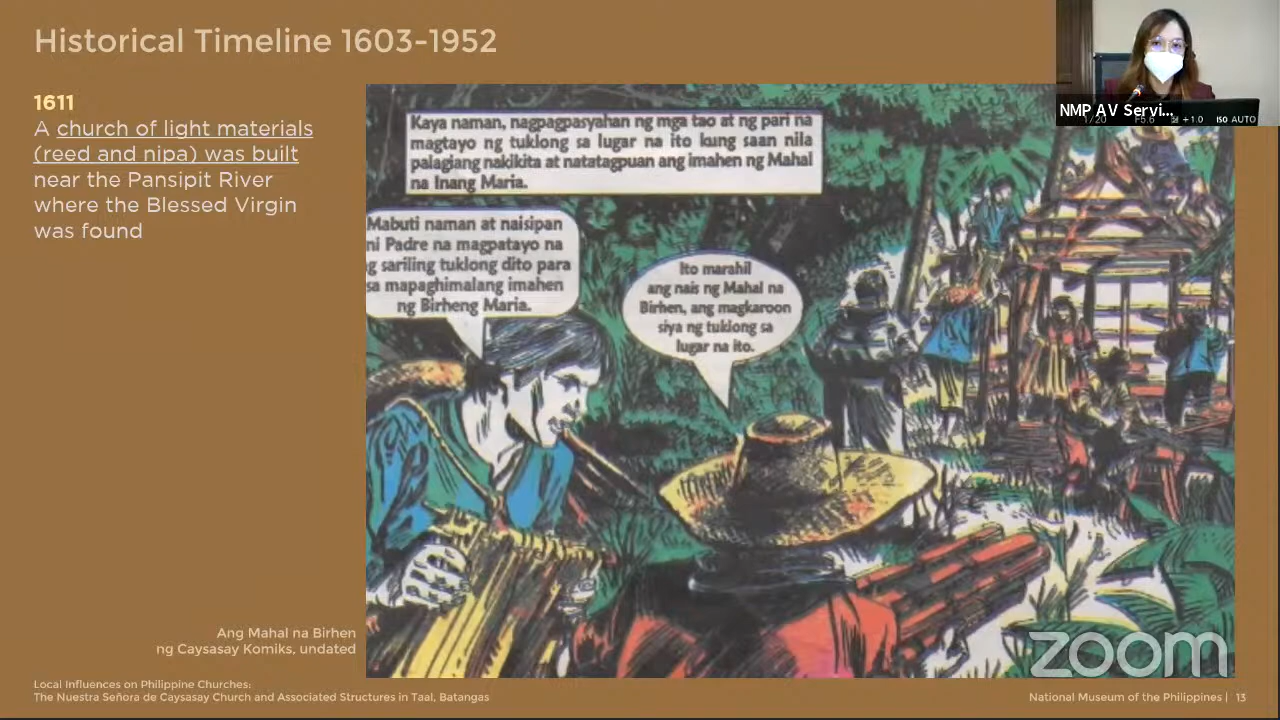 Historical Timeline 1603-1952
1611
A church of light materials
(reed and nipa) was built
near the Pansipit River
where the Blessed Virgin
was found
Kaya naman, nagpagpasyahan ng mga tao at ng pari na
magtayo ng tuklong sa lugar na ito kung saan nila
palagiang nakikita at natatagpuan ang imahen ng Mahal
na Inang Maria.
Mabuti naman at naisipan
ni Padre na magpatayo na
g sariling tuklong dito para
sa mapaghimalang imahen
ng Birheng Maria.
Ito marahil
ang nais ng Mahal na
Birhen, ang magkaroon
siya ng tuklong sa
lugar na ito.
NMP AV Servi...
+1.0 ISO AUTO
Ang Mahal na Birhen
ng Caysasay Komiks, undated
zoom
Local Influences on Philippine Churches:
The Nuestra Señora de Caysasay Church and Associated Structures in Taal, Batangas
National Museum of the Philippines | 13